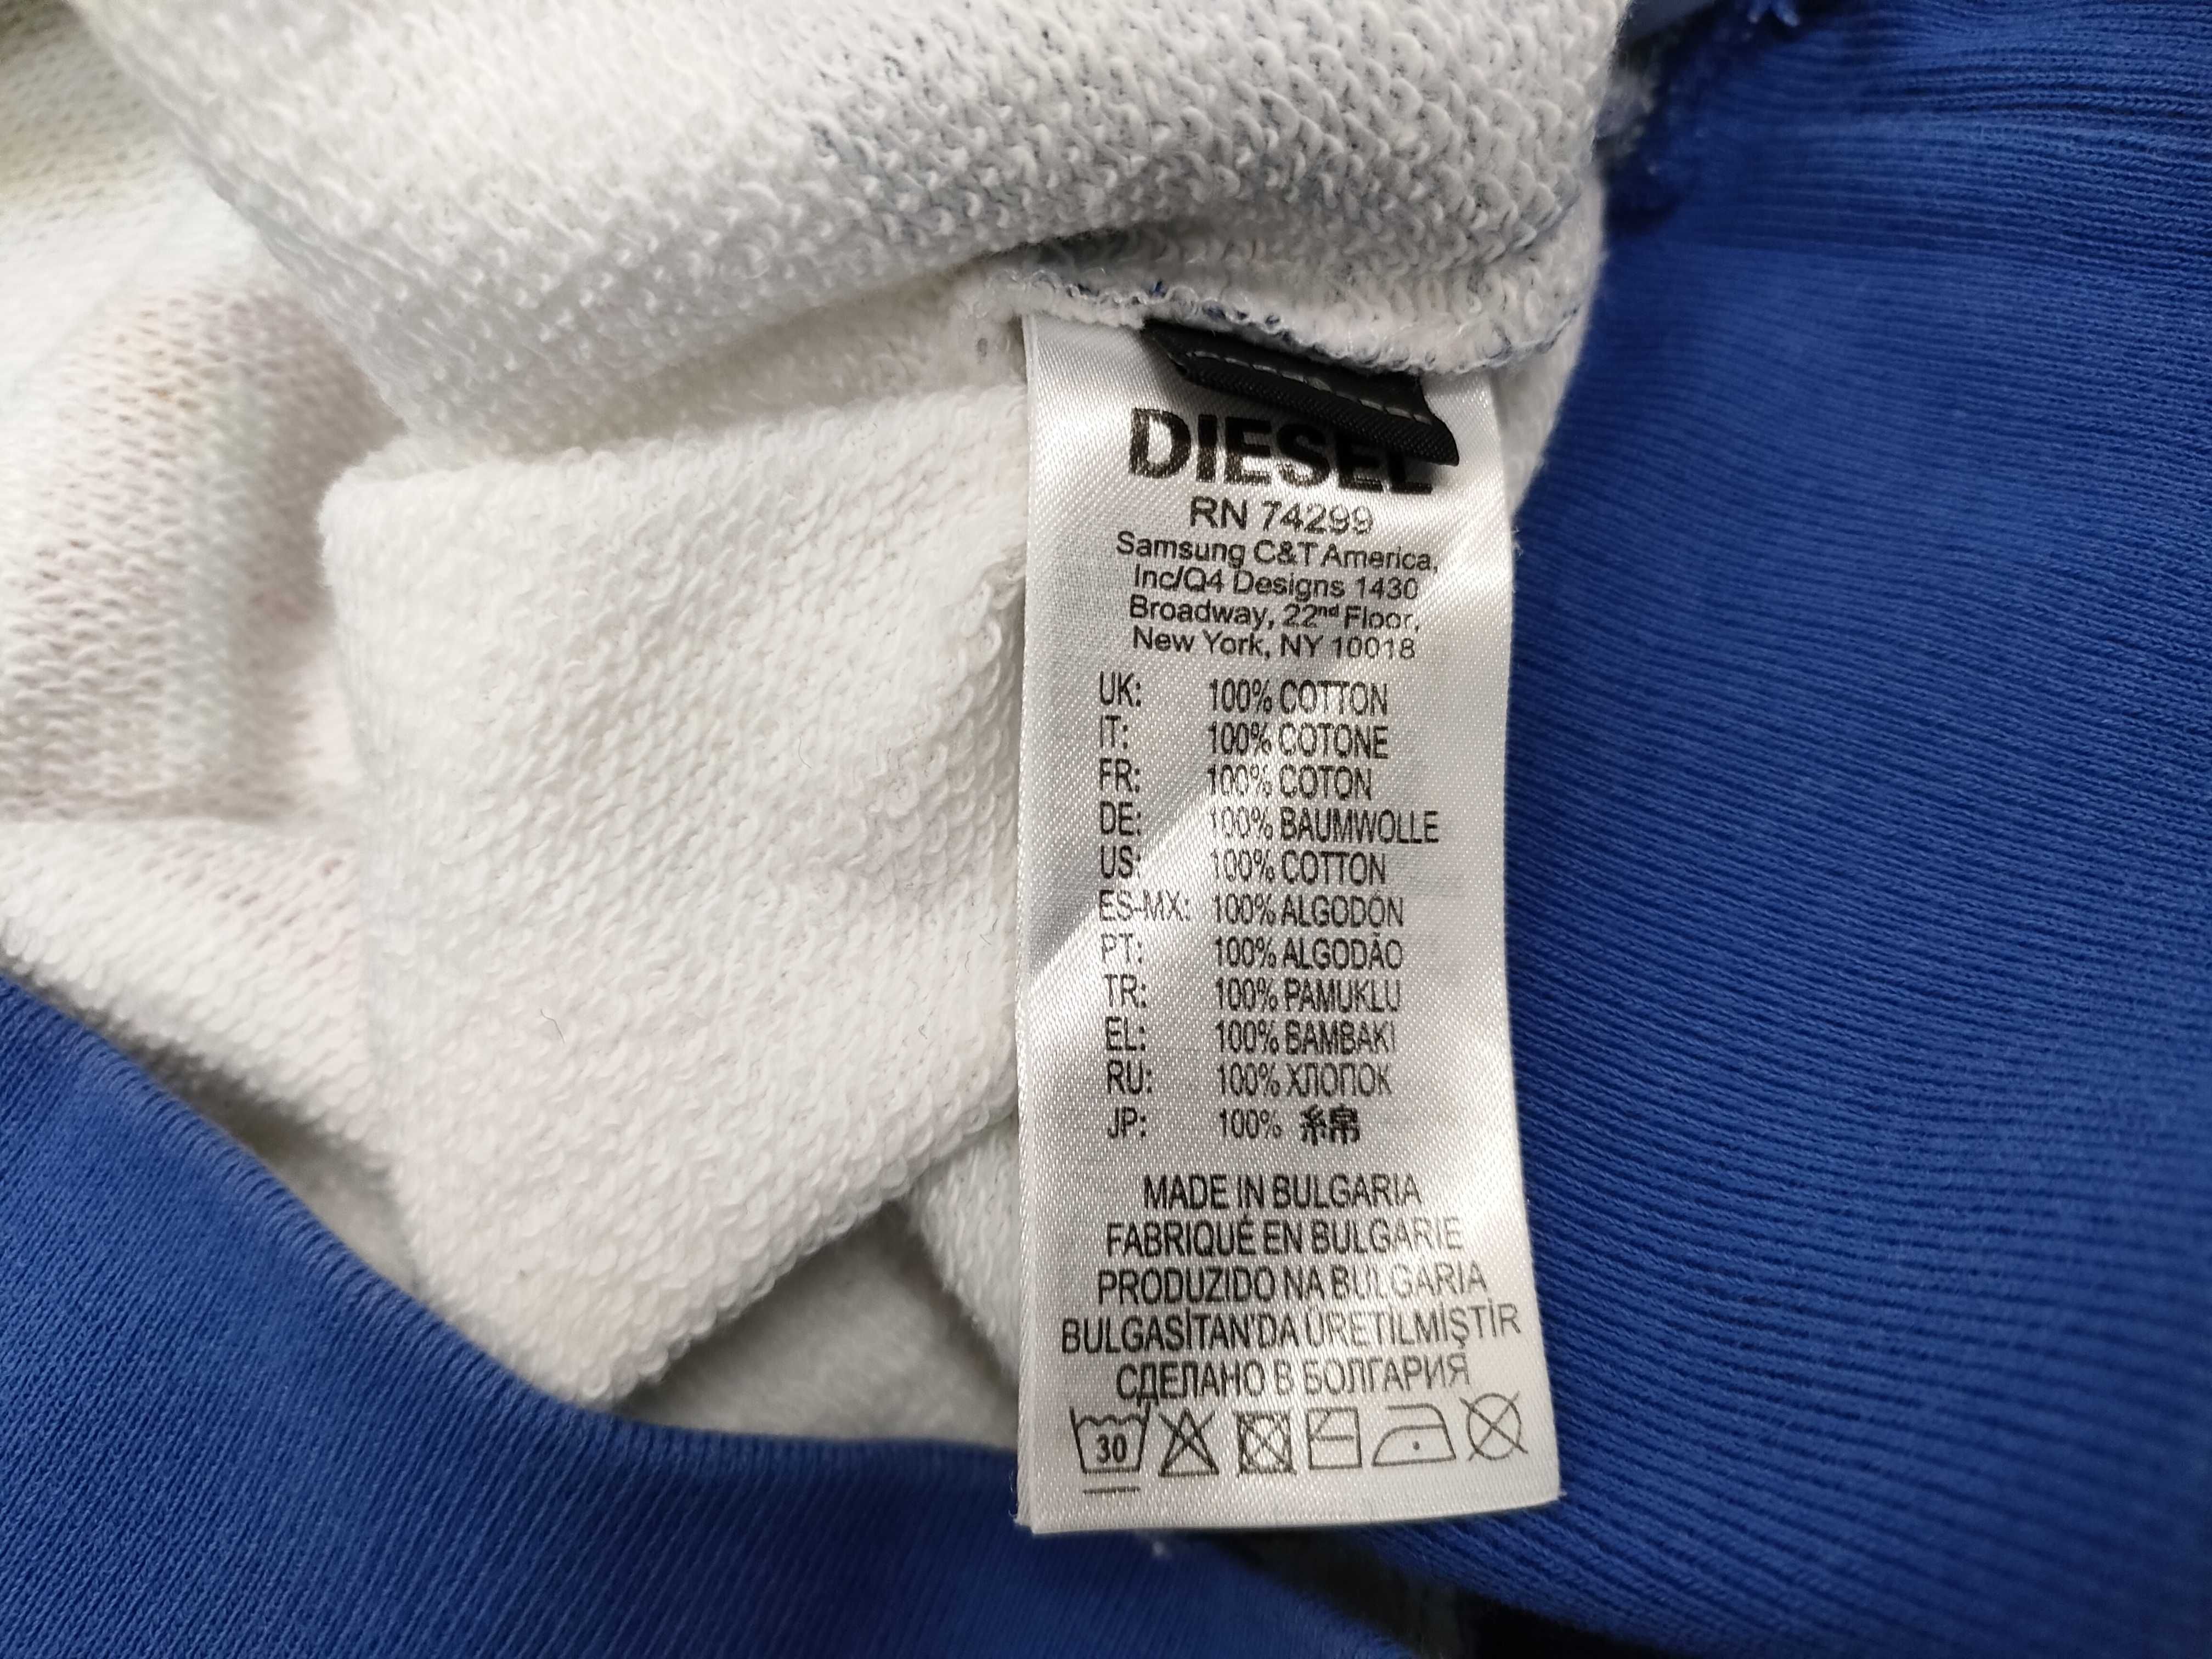 DIESEL
RN 74299
Samsung C&T America,
Inc/Q4 Designs 1430
Broadway, 22nd Floor,
New York, NY 10018
UK: 100% COTTON
IT: 100% COTONE
FR: 100% COTON
DE: 100% BAUMWOLLE
US: 100% COTTON
ES-MX: 100% ALGODÓN
PT: 100% ALGODÃO
TR: 100% PAMUKLU
EL: 100% BAMBAKI
RU: 100% ХЛОПОК
JP: 100% 綿
MADE IN BULGARIA
FABRIQUÉ EN BULGARIE
PRODUZIDO NA BULGÁRIA
BULGASİTAN'DA ÜRETILMİŞTİR
СДЕЛАНО В БОЛГАРИЯ
30